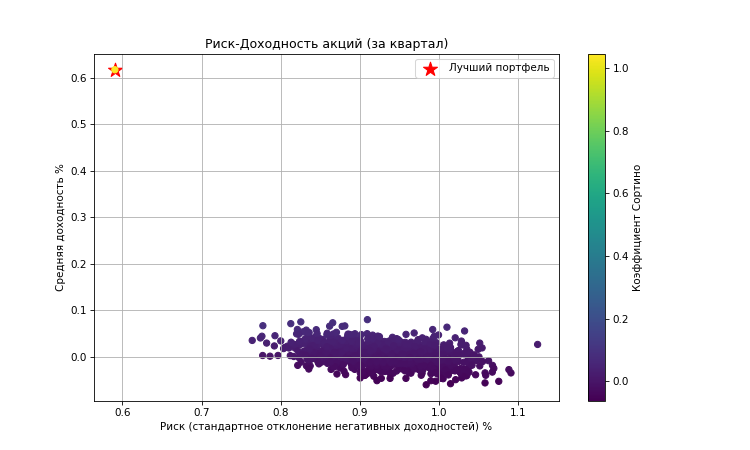 Риск-Доходность акций (за квартал)
Лучший портфель
Средняя доходность %
0.6
0.5
0.4
0.3
0.2
0.1
0.0
0.6 0.7 0.8 0.9 1.0 1.1
Риск (стандартное отклонение негативных доходностей) %
1.0
0.8
0.6
0.4
0.2
0.0
Коэффициент Сортино